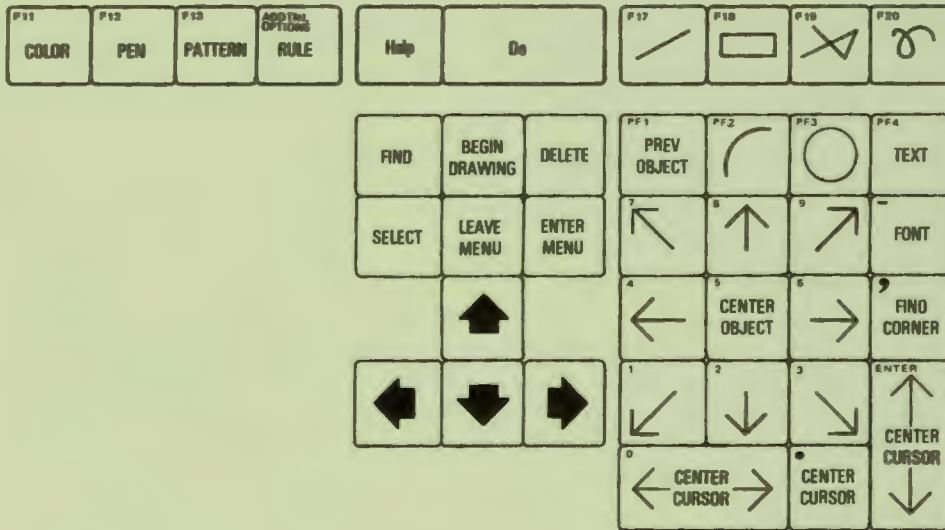 F11
COLOR
F12
PEN
F13
PATTERN
ADDTNL
OPTIONS
RULE
Help
Do
F17
F18
F19
F20
FIND
BEGIN
DRAWING
DELETE
SELECT
LEAVE
MENU
ENTER
MENU
PF1
PREV
OBJECT
PF2
PF3
PF4
TEXT
7
8
9
-
FONT
4
5
CENTER
OBJECT
6
,
FIND
CORNER
1
2
3
ENTER
CENTER
CURSOR
0
CENTER
CURSOR
.
CENTER
CURSOR